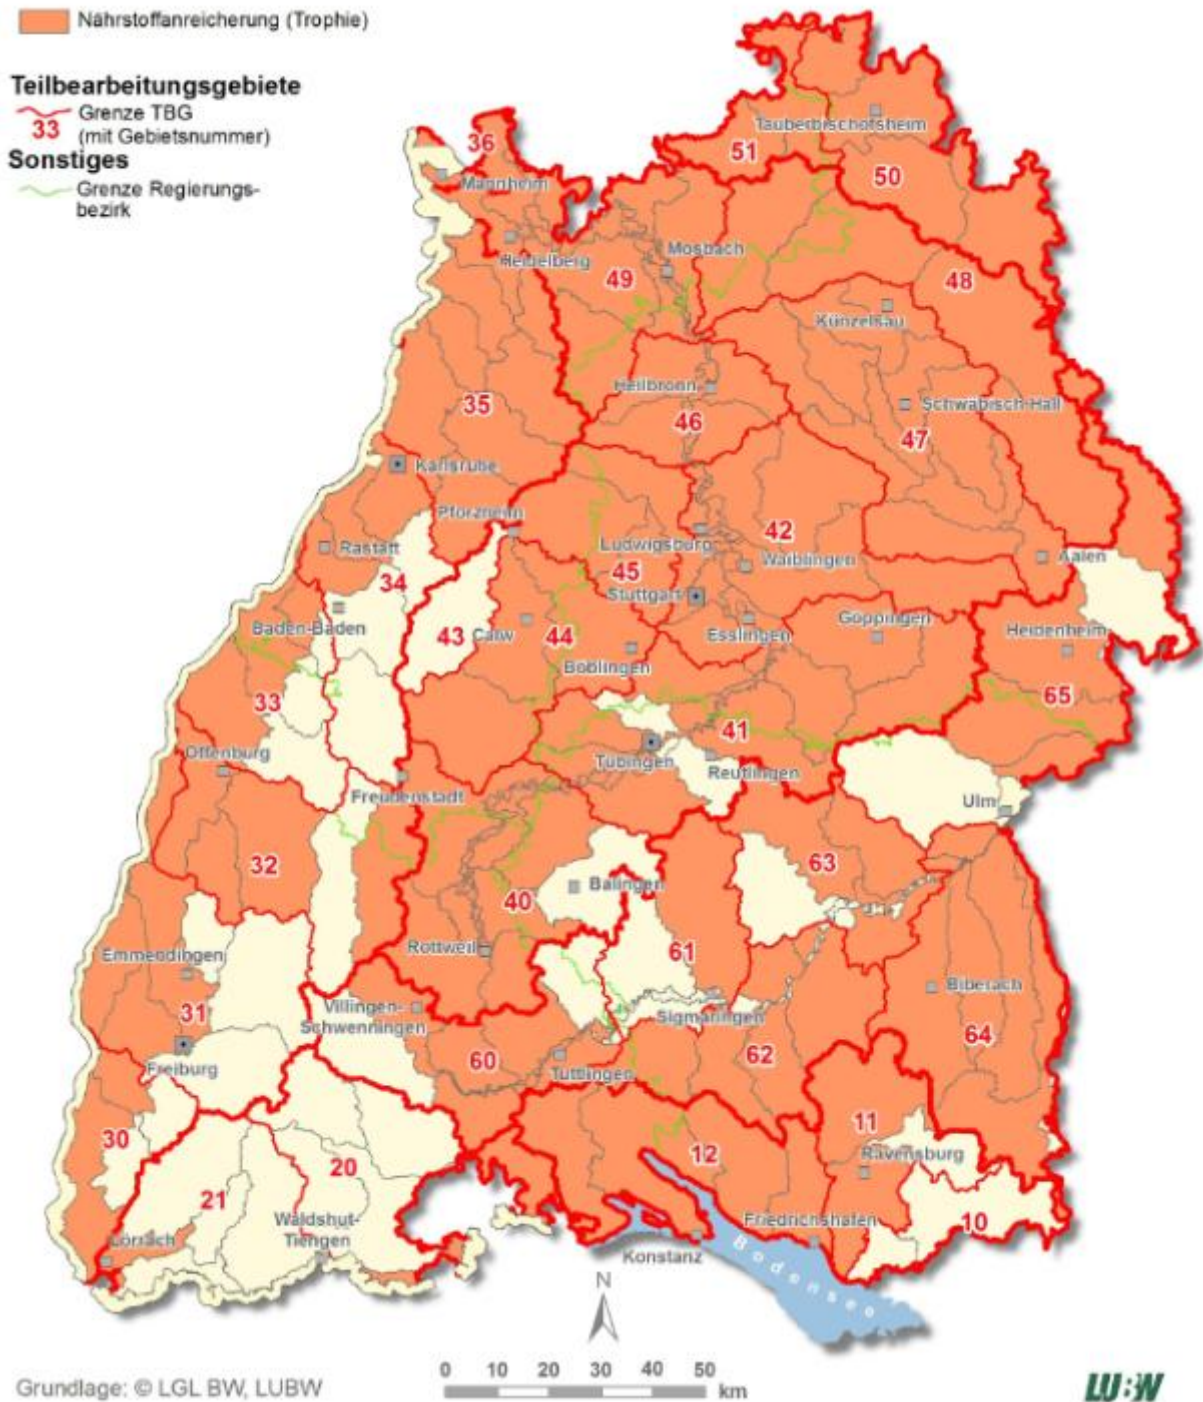 Nährstoffanreicherung (Trophie)
Teilbearbeitungsgebiete
Grenze TBG
33
(mit Gebietsnummer)
Sonstiges
Grenze Regierungs-
bezirk
36
Mannheim
51
Tauberbischofsheim
50
Heidelberg
49
Mosbach
48
Künzelsau
35
Heilbronn
46
Schwäbisch Hall
47
Karlsruhe
Pforzheim
Ludwigsburg
42
Waiblingen
Aalen
Rastatt
34
45
Stuttgart
Baden-Baden
43
Calw
44
Esslingen
Göppingen
Heidenheim
Böblingen
33
41
65
Offenburg
Tübingen
Reutlingen
Freudenstadt
Ulm
32
63
40
Balingen
Emmendingen
Rottweil
61
Biberach
31
Villingen-
Schwenningen
Sigmaringen
Freiburg
60
Tuttlingen
62
64
30
20
12
11
Ravensburg
21
Waldshut-
Tiengen
Friedrichshafen
10
Lörrach
Konstanz
Bodensee
N
0 10 20 30 40 50
km
Grundlage: © LGL BW, LUBW
LUBW